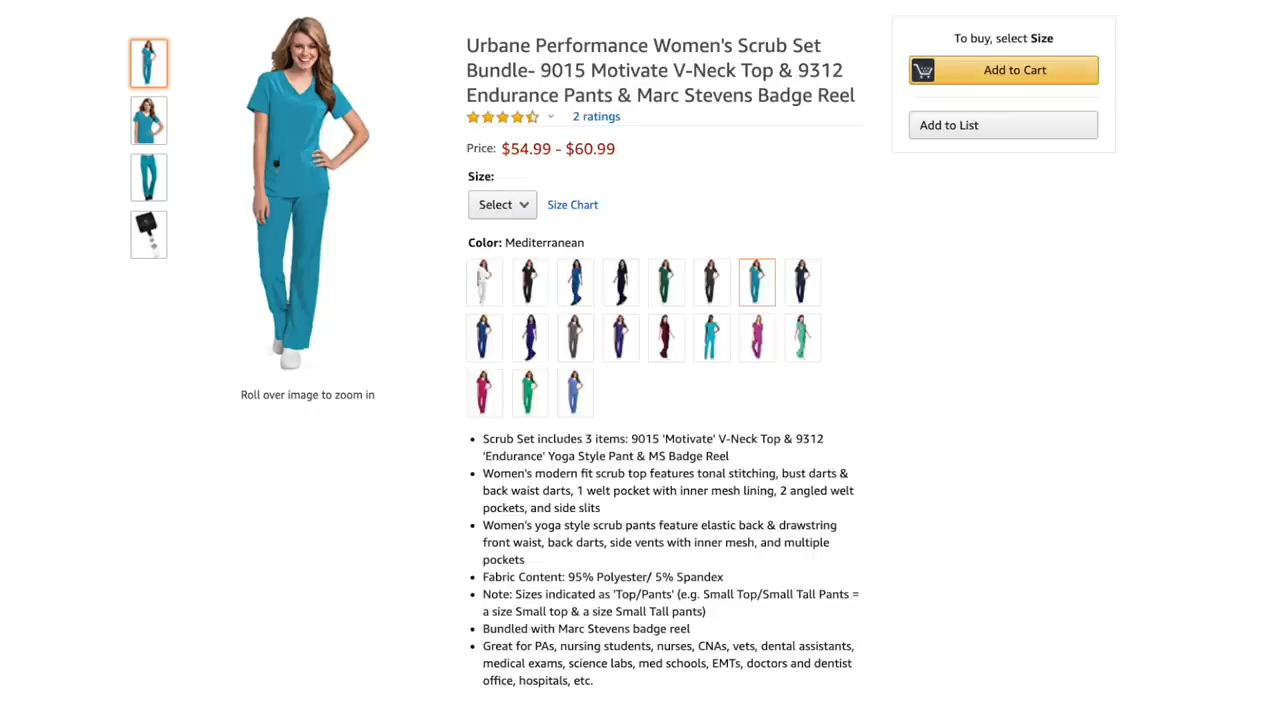 Urbane Performance Women's Scrub Set
Bundle- 9015 Motivate V-Neck Top & 9312
Endurance Pants & Marc Stevens Badge Reel
2 ratings
Price: $54.99 - $60.99
Size:
Select
Size Chart
Color: Mediterranean
Roll over image to zoom in
Scrub Set includes 3 items: 9015 'Motivate' V-Neck Top & 9312
'Endurance' Yoga Style Pant & MS Badge Reel
Women's modern fit scrub top features tonal stitching, bust darts &
back waist darts, 1 welt pocket with inner mesh lining, 2 angled welt
pockets, and side slits
Women's yoga style scrub pants feature elastic back & drawstring
front waist, back darts, side vents with inner mesh, and multiple
pockets
Fabric Content: 95% Polyester/ 5% Spandex
Note: Sizes indicated as 'Top/Pants' (e.g. Small Top/Small Tall Pants =
a size Small top & a size Small Tall pants)
Bundled with Marc Stevens badge reel
Great for PAs, nursing students, nurses, CNAs, vets, dental assistants,
medical exams, science labs, med schools, EMTs, doctors and dentist
office, hospitals, etc.
To buy, select Size
Add to Cart
Add to List